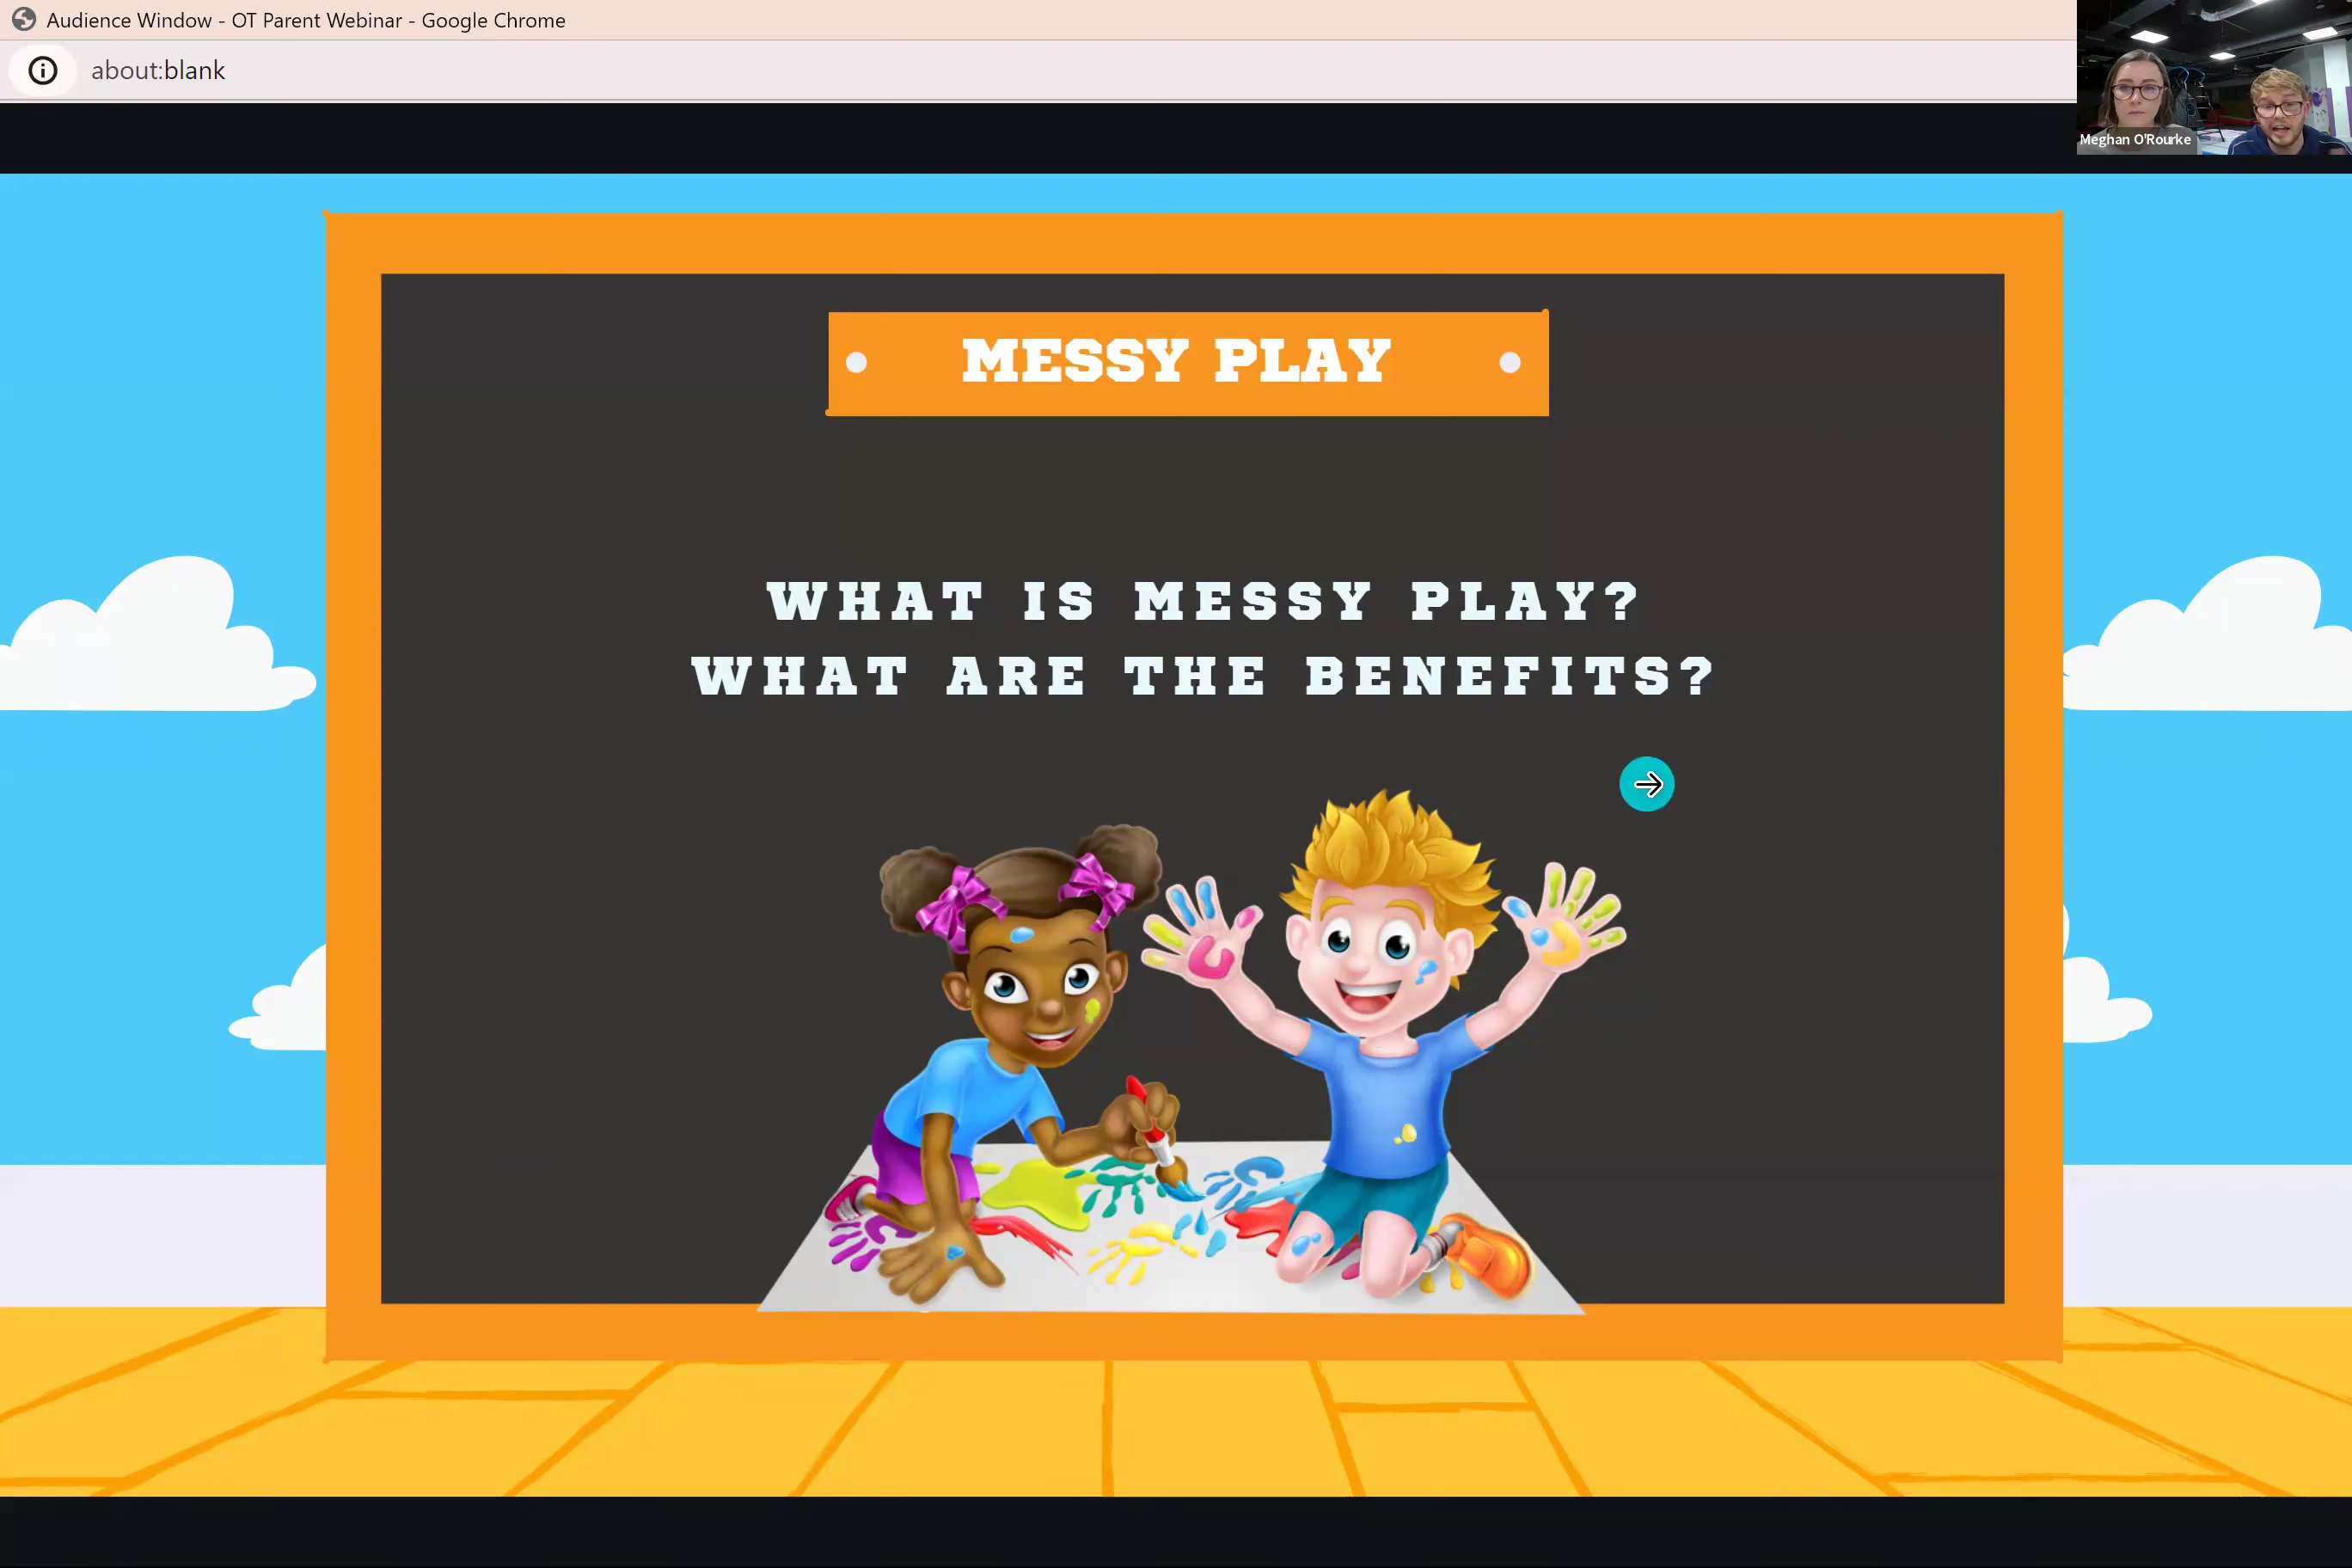 Audience Window - OT Parent Webinar - Google Chrome
about:blank
Meghan O'Rourke
MESSY PLAY
WHAT IS MESSY PLAY?
WHAT ARE THE BENEFITS?